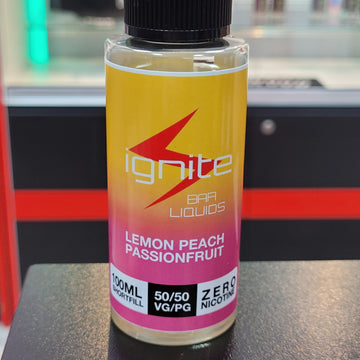 ignite
BAR
LIQUIDS
LEMON PEACH
PASSIONFRUIT
100ML
SHORTFILL
50/50
VG/PG
ZERO
NICOTINE